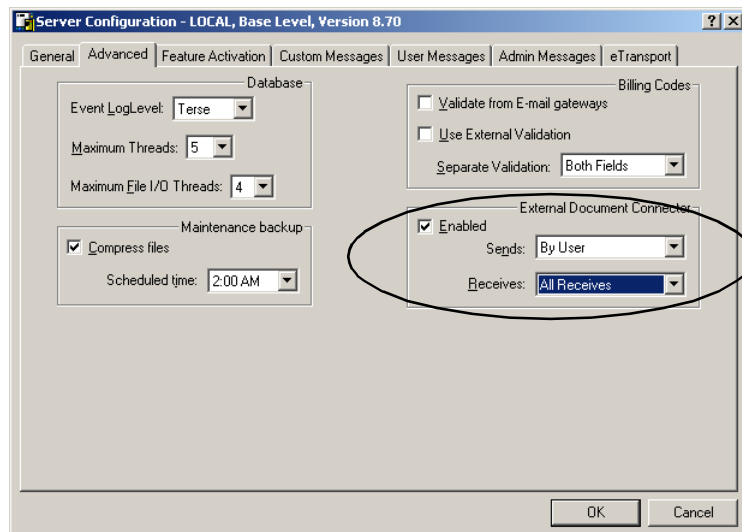 Server Configuration - LOCAL, Base Level, Version 8.70
General Advanced Feature Activation Custom Messages User Messages Admin Messages eTransport
Database
Event LogLevel: Terse
Maximum Threads: 5
Maximum File I/O Threads: 4
Maintenance backup
Compress files
Scheduled time: 2:00 AM
Billing Codes
Validate from E-mail gateways
Use External Validation
Separate Validation: Both Fields
External Document Connector
Enabled
Sends: By User
Receives: All Receives
OK Cancel